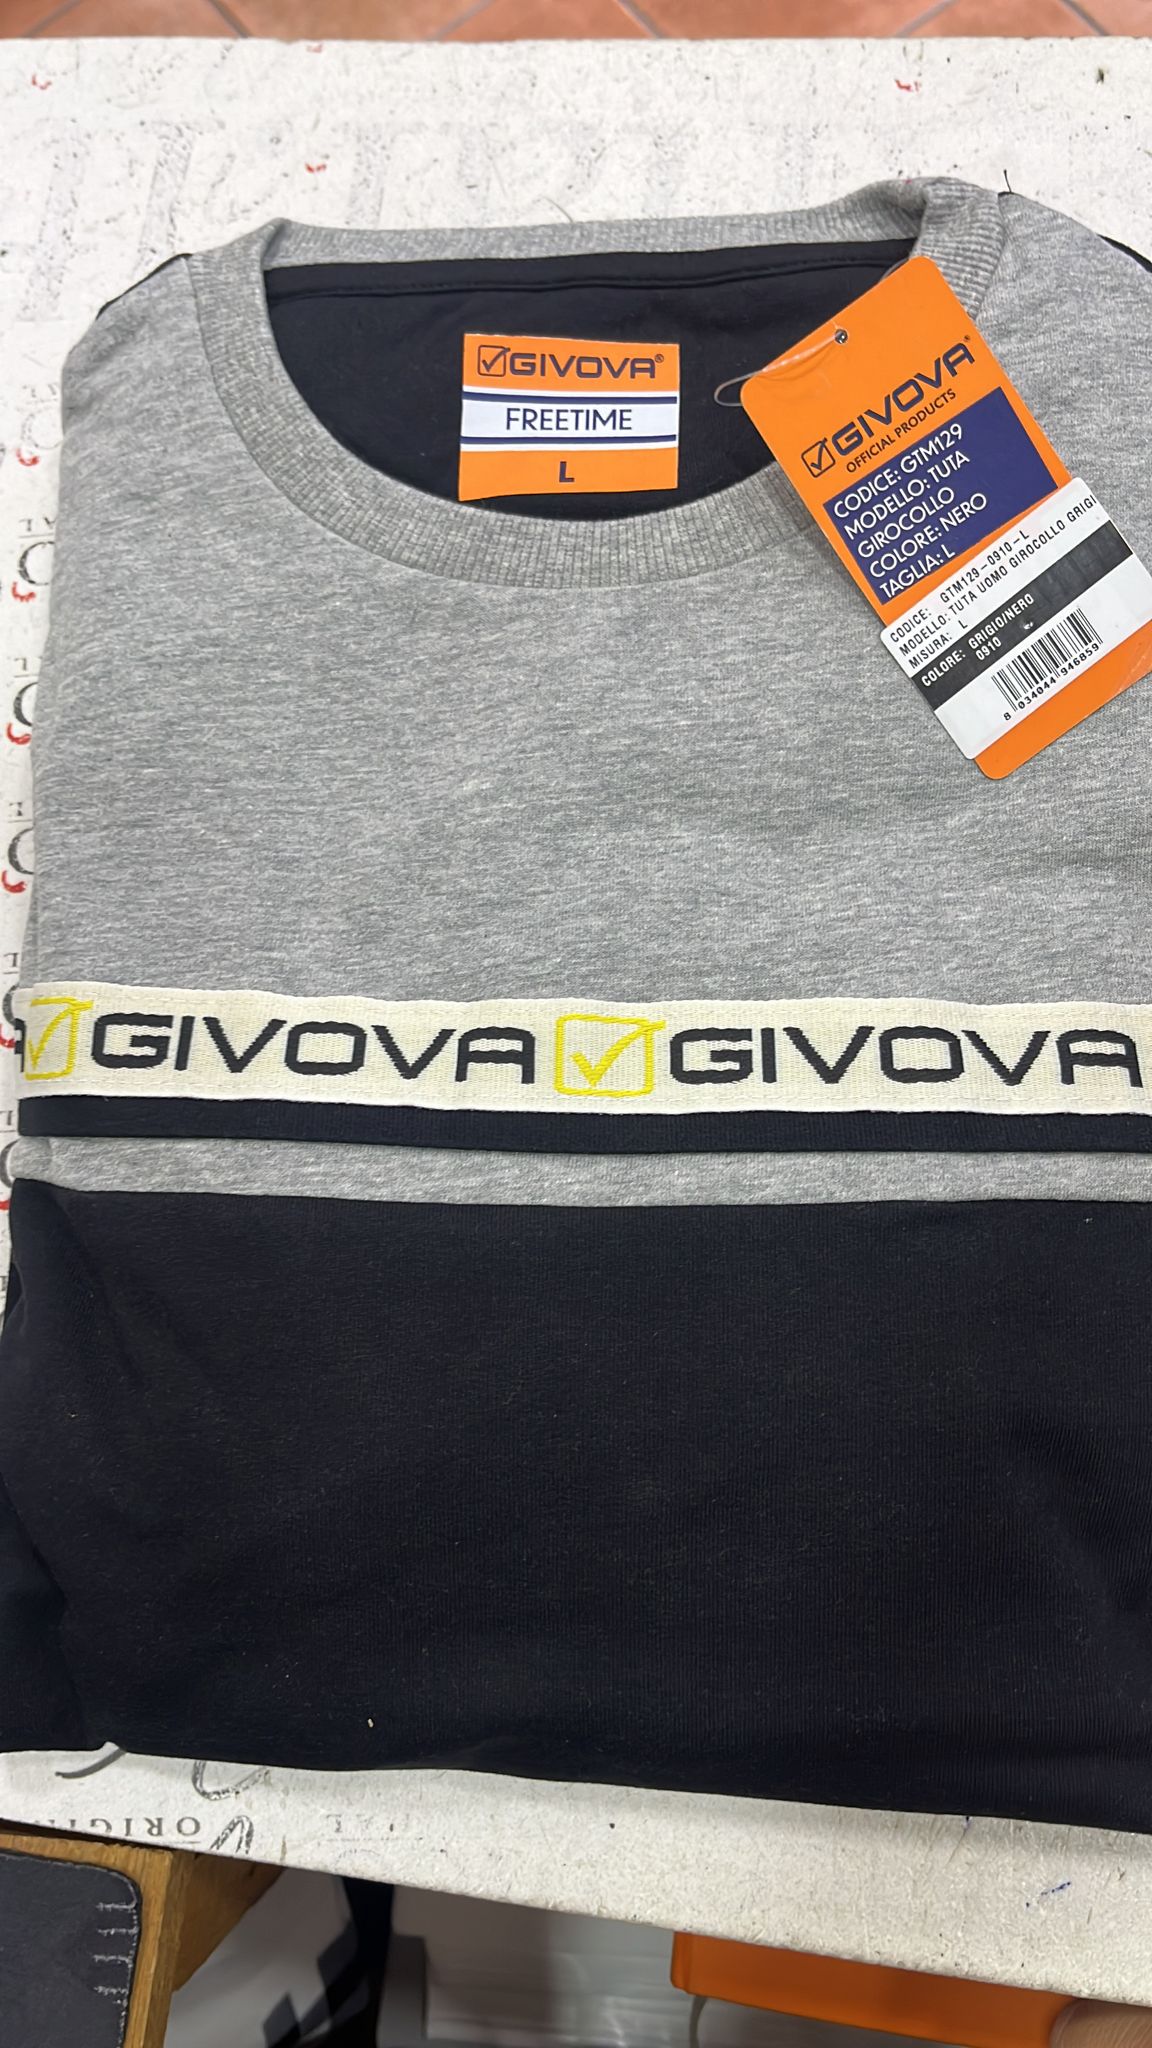 GIVOVA®
FREETIME
L
GIVOVA®
OFFICIAL PRODUCTS
CODICE: GTM129
MODELLO: TUTA
GIROCOLLO
COLORE: NERO
TAGLIA: L
CODICE: GTM129-0910-L
MODELLO: TUTA UOMO GIROCOLLO GRIGI
MISURA: L
COLORE: GRIGIO/NERO
0910
8 034044 946859
GIVOVA GIVOVA
ORIGI